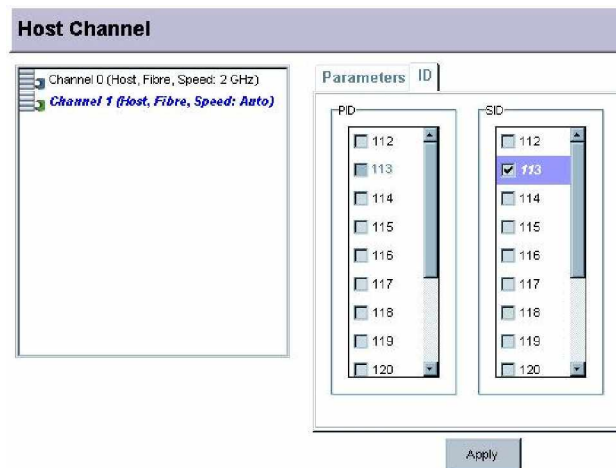 Host Channel
Channel 0 (Host, Fibre, Speed: 2 GHz)
Channel 1 (Host, Fibre, Speed: Auto)
Parameters ID
PID
112
113
114
115
116
117
118
119
120
SID
112
113
114
115
116
117
118
119
120
Apply